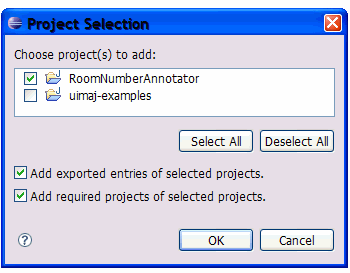 Project Selection
Choose project(s) to add:
RoomNumberAnnotator
uimaj-examples
Select All Deselect All
Add exported entries of selected projects.
Add required projects of selected projects.
? OK Cancel